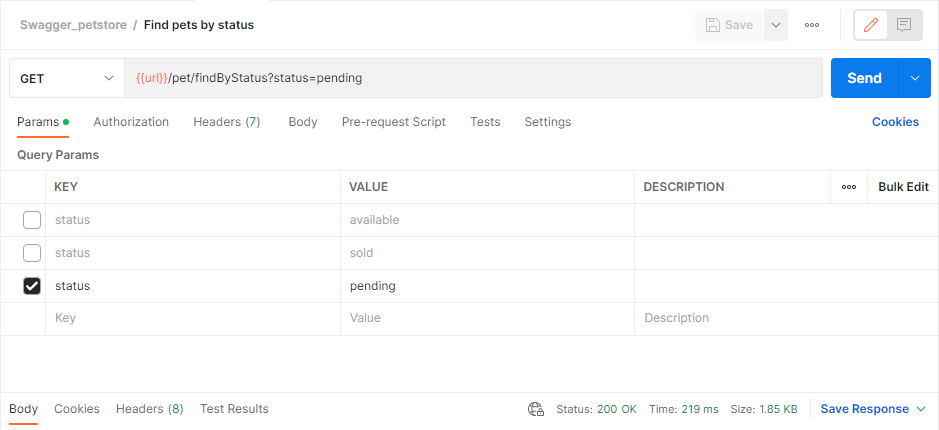 Swagger_petstore / Find pets by status Save
GET {{url}}/pet/findByStatus?status=pending Send
Params Authorization Headers (7) Body Pre-request Script Tests Settings Cookies
Query Params
KEY VALUE DESCRIPTION Bulk Edit
status available
status sold
status pending
Key Value Description
Body Cookies Headers (8) Test Results Status: 200 OK Time: 219 ms Size: 1.85 KB Save Response